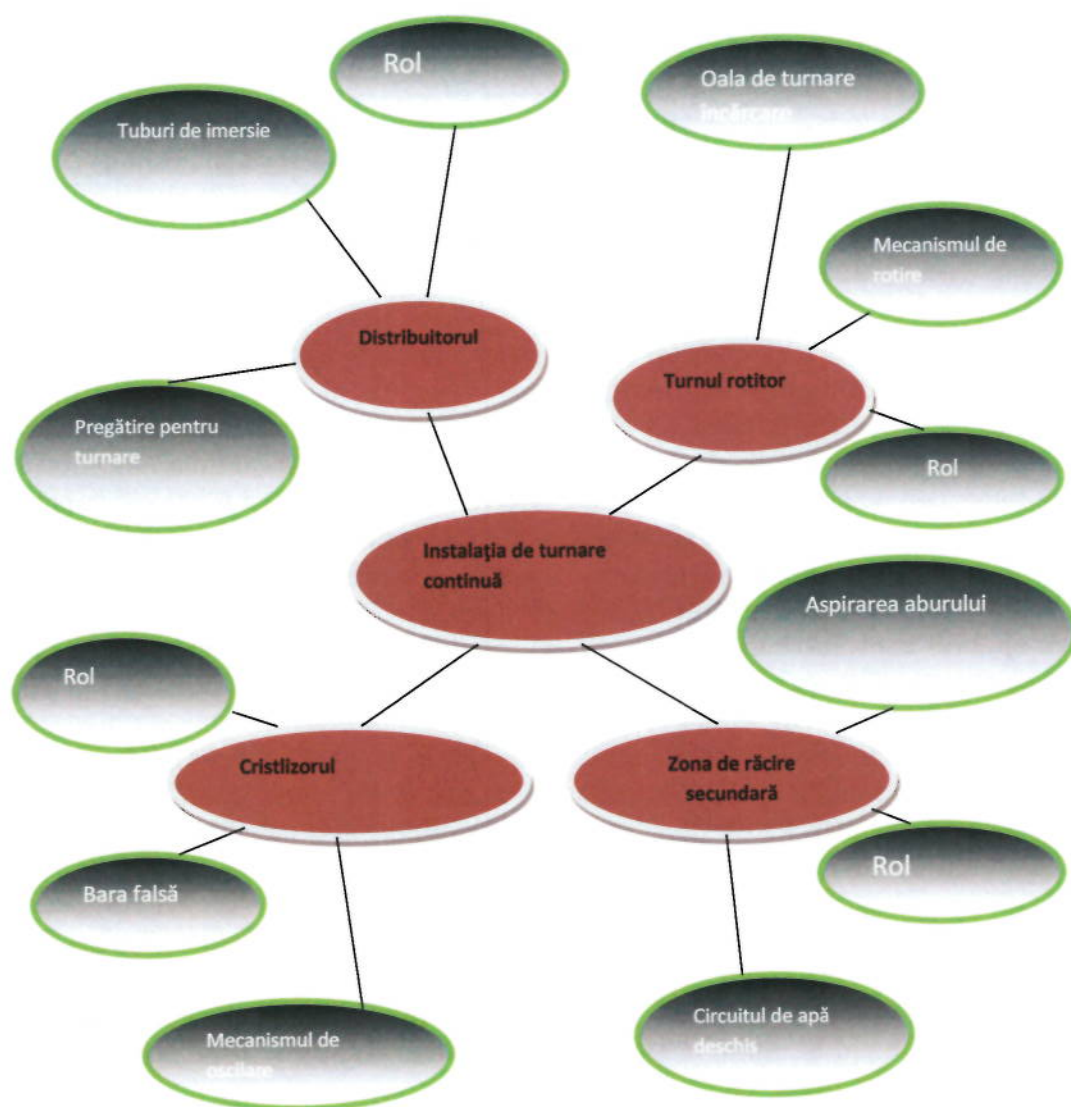 Rol
Oala de turnare
încărcare
Tuburi de imersie
Mecanismul de
rotire
Distribuitorul
Turnul rotitor
Pregătire pentru
turnare
Rol
Instalaţia de turnare
continuă
Aspirarea aburului
Rol
Cristlizorul
Zona de răcire
secundară
Bara falsă
Rol
Mecanismul de
oscilare
Circuitul de apă
deschis